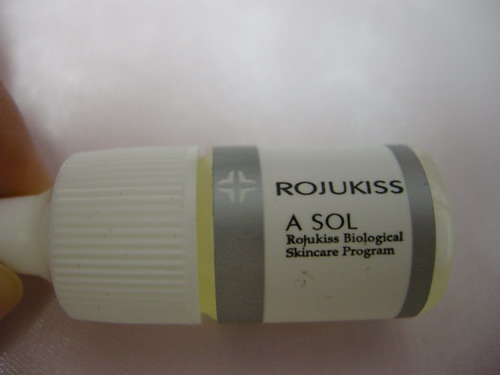 ROJUKISS
A SOL
Rojukiss Biological
Skincare Program